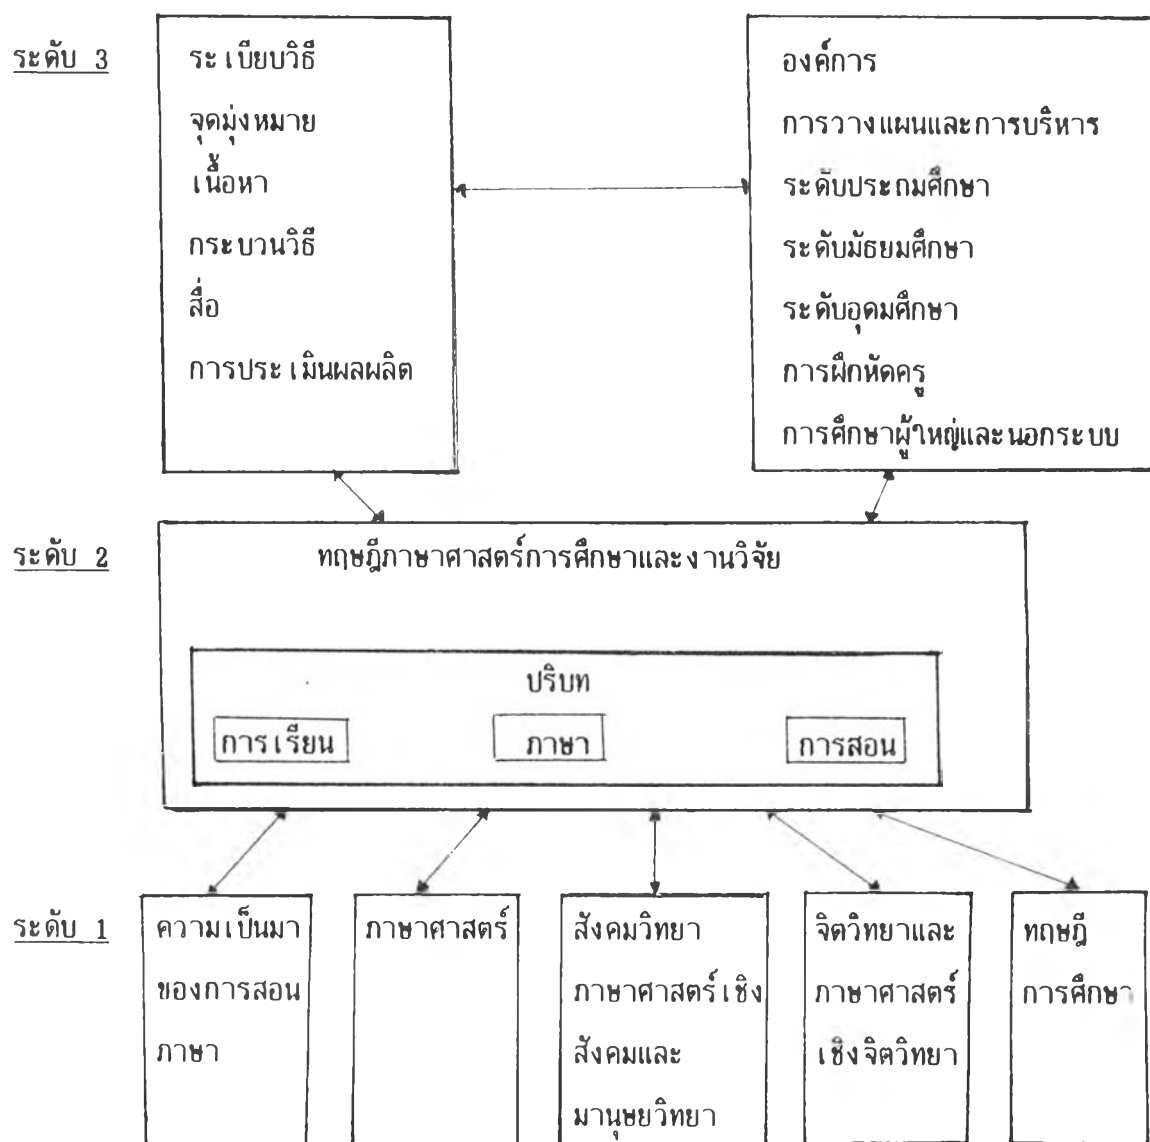 ระดับ 3
ระเบียบวิธี
จุดมุ่งหมาย
เนื้อหา
กระบวนวิธี
สื่อ
การประเมินผลผลิต
องค์การ
การวางแผนและการบริหาร
ระดับประถมศึกษา
ระดับมัธยมศึกษา
ระดับอุดมศึกษา
การฝึกหัดครู
การศึกษาผู้ใหญ่และนอกระบบ
ระดับ 2
ทฤษฎีภาษาศาสตร์การศึกษาและงานวิจัย
ปริบท
การเรียน
ภาษา
การสอน
ระดับ 1
ความเป็นมา
ของการสอน
ภาษา
ภาษาศาสตร์
สังคมวิทยา
ภาษาศาสตร์เชิง
สังคมและ
มานุษยวิทยา
จิตวิทยาและ
ภาษาศาสตร์
เชิงจิตวิทยา
ทฤษฎี
การศึกษา